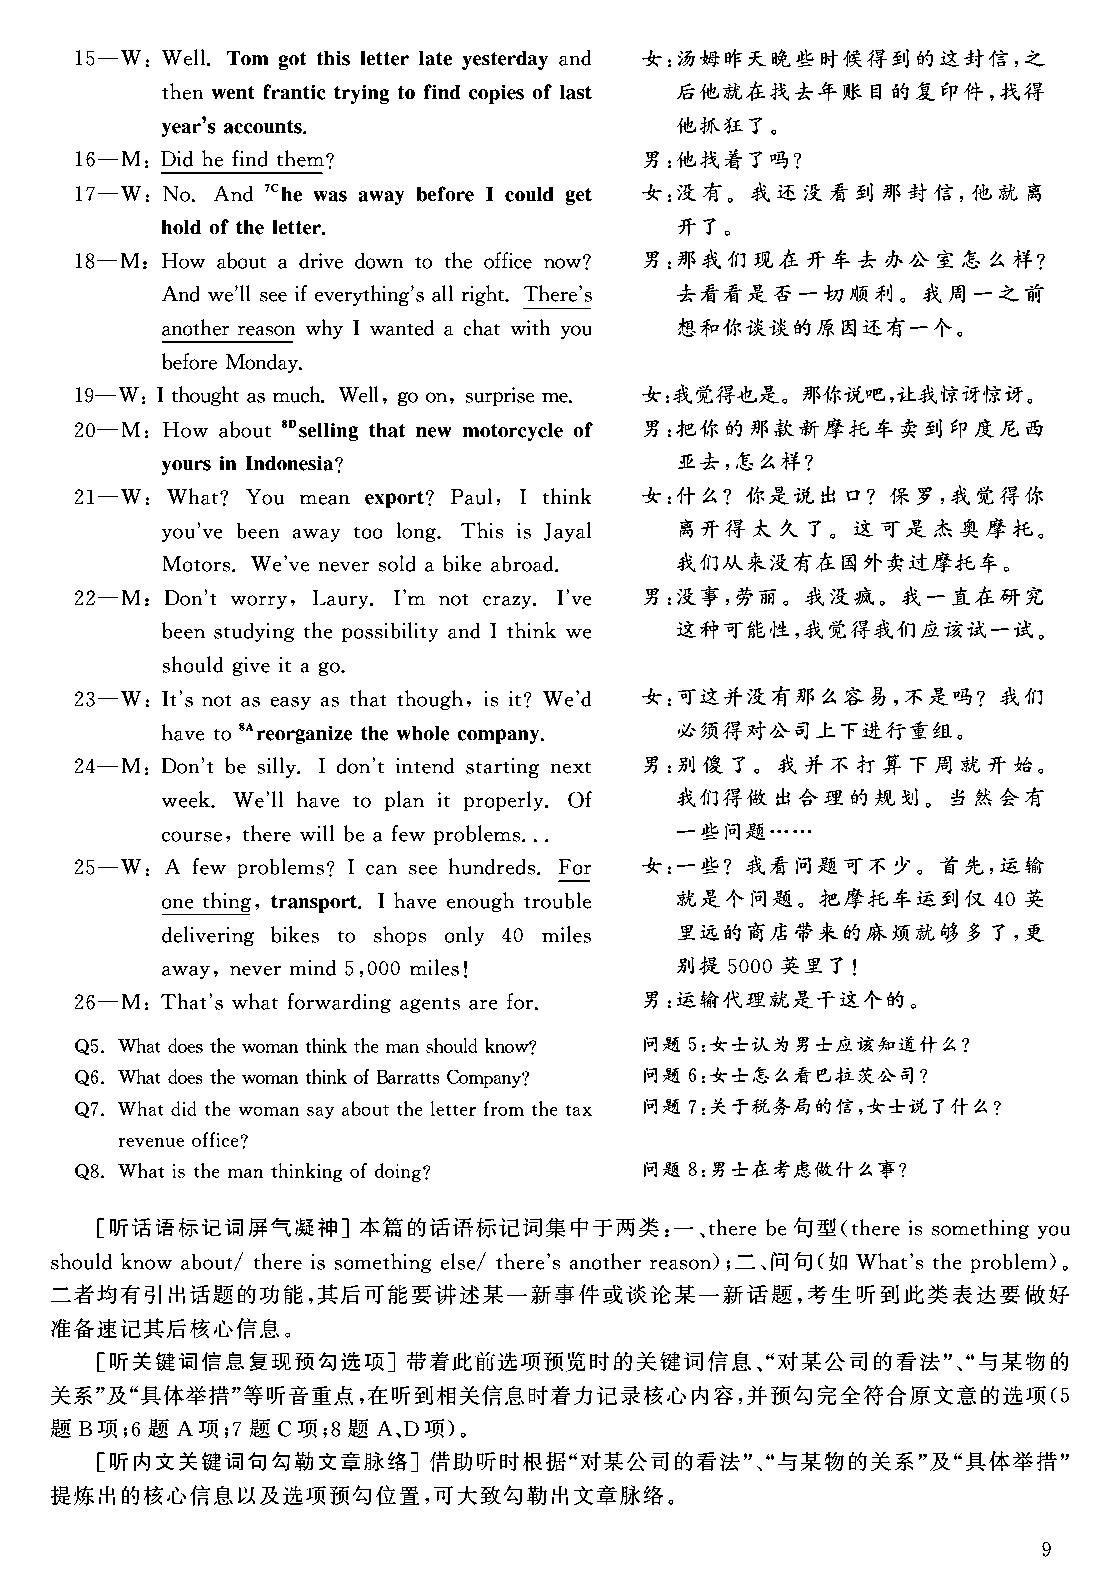 15—W: Well. Tom got this letter late yesterday and
then went frantic trying to find copies of last
year's accounts.
16—M: Did he find them?
17—W: No. And 7Che was away before I could get
hold of the letter.
18—M: How about a drive down to the office now?
And we'll see if everything's all right. There's
another reason why I wanted a chat with you
before Monday.
19—W: I thought as much. Well, go on, surprise me.
20—M: How about 8Dselling that new motorcycle of
yours in Indonesia?
21—W: What? You mean export? Paul, I think
you've been away too long. This is Jayal
Motors. We've never sold a bike abroad.
22—M: Don't worry, Laury. I'm not crazy. I've
been studying the possibility and I think we
should give it a go.
23—W: It's not as easy as that though, is it? We'd
have to 8Areorganize the whole company.
24—M: Don't be silly. I don't intend starting next
week. We'll have to plan it properly. Of
course, there will be a few problems...
25—W: A few problems? I can see hundreds. For
one thing, transport. I have enough trouble
delivering bikes to shops only 40 miles
away, never mind 5,000 miles!
26—M: That's what forwarding agents are for.
Q5. What does the woman think the man should know?
Q6. What does the woman think of Barratts Company?
Q7. What did the woman say about the letter from the tax
revenue office?
Q8. What is the man thinking of doing?
女:汤姆昨天晚些时候得到的这封信,之
后他就在找去年账目的复印件,找得
他抓狂了。
男:他找着了吗?
女:没有。我还没看到那封信,他就离
开了。
男:那我们现在开车去办公室怎么样?
去看看是否一切顺利。我周一之前
想和你谈谈的原因还有一个。
女:我觉得也是。那你说吧,让我惊讶惊讶。
男:把你的那款新摩托车卖到印度尼西
亚去,怎么样?
女:什么?你是说出口?保罗,我觉得你
离开得太久了。这可是杰奥摩托。
我们从来没有在国外卖过摩托车。
男:没事,劳丽。我没疯。我一直在研究
这种可能性,我觉得我们应该试一试。
女:可这并没有那么容易,不是吗?我们
必须得对公司上下进行重组。
男:别傻了。我并不打算下周就开始。
我们得做出合理的规划。当然会有
一些问题……
女:一些?我看问题可不少。首先,运输
就是个问题。把摩托车运到仅 40 英
里远的商店带来的麻烦就够多了,更
别提 5000 英里了!
男:运输代理就是干这个的。
问题 5:女士认为男士应该知道什么?
问题 6:女士怎么看巴拉茨公司?
问题 7:关于税务局的信,女士说了什么?
问题 8:男士在考虑做什么事?
[听话语标记词屏气凝神] 本篇的话语标记词集中于两类:一、there be 句型(there is something you
should know about/ there is something else/ there's another reason);二、问句(如 What's the problem)。
二者均有引出话题的功能,其后可能要讲述某一新事件或谈论某一新话题,考生听到此类表达要做好
准备速记其后核心信息。
[听关键词信息复现预勾选项] 带着此前选项预览时的关键词信息、“对某公司的看法”、“与某物的
关系”及“具体举措”等听音重点,在听到相关信息时着力记录核心内容,并预勾完全符合原文意的选项(5
题 B 项;6 题 A 项;7 题 C 项;8 题 A、D 项)。
[听内文关键词句勾勒文章脉络] 借助听时根据“对某公司的看法”、“与某物的关系”及“具体举措”
提炼出的核心信息以及选项预勾位置,可大致勾勒出文章脉络。
9